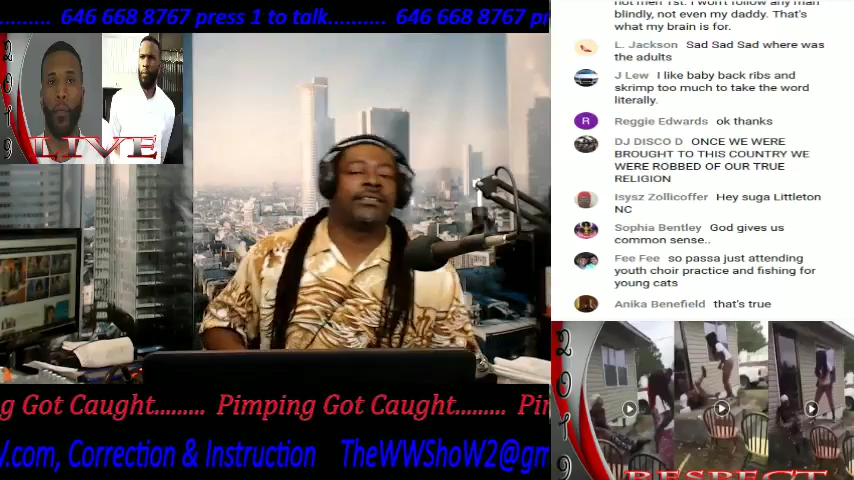 .......... 646 668 8767 press 1 to talk.......... 646 668 8767 pr
2019
LIVE
not men 1st. I won't follow any man
blindly, not even my daddy. That's
what my brain is for.
L. Jackson Sad Sad Sad where was
the adults
J Lew I like baby back ribs and
skrimp too much to take the word
literally.
R
Reggie Edwards ok thanks
DJ DISCO D ONCE WE WERE
BROUGHT TO THIS COUNTRY WE
WERE ROBBED OF OUR TRUE
RELIGION
Isysz Zollicoffer Hey suga Littleton
NC
Sophia Bentley God gives us
common sense..
Fee Fee so passa just attending
youth choir practice and fishing for
young cats
Anika Benefield that's true
2019
RESPECT
g Got Caught......... Pimping Got Caught......... Pin
W.com, Correction & Instruction TheWWShoW2@gm